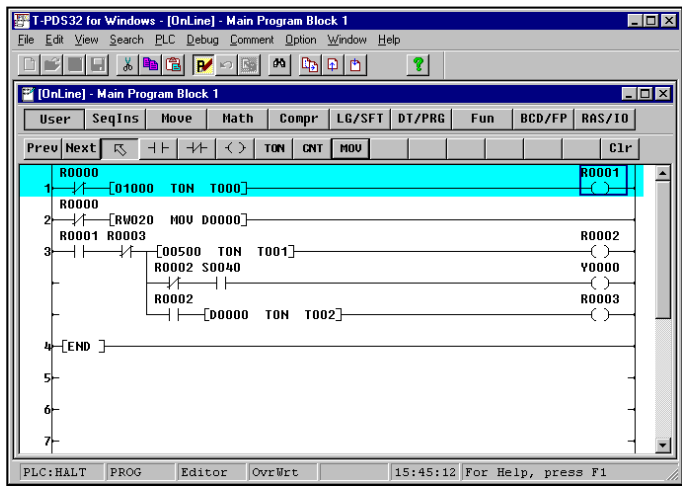 T-PDS32 for Windows - [OnLine] - Main Program Block 1
File Edit View Search PLC Debug Comment Option Window Help
[OnLine] - Main Program Block 1
User SeqIns Move Math Compr LG/SFT DT/PRG Fun BCD/FP RAS/IO
Prev Next TON CNT MOV Clr
R0000 R0001
1 [01000 TON T000]
R0000
2 [RW020 MOV D0000]
R0001 R0003 R0002
3 [00500 TON T001]
R0002 S0040 Y0000
R0002 R0003
[D0000 TON T002]
4 [END ]
5
6
7
PLC:HALT PROG Editor OvrWrt 15:45:12 For Help, press F1